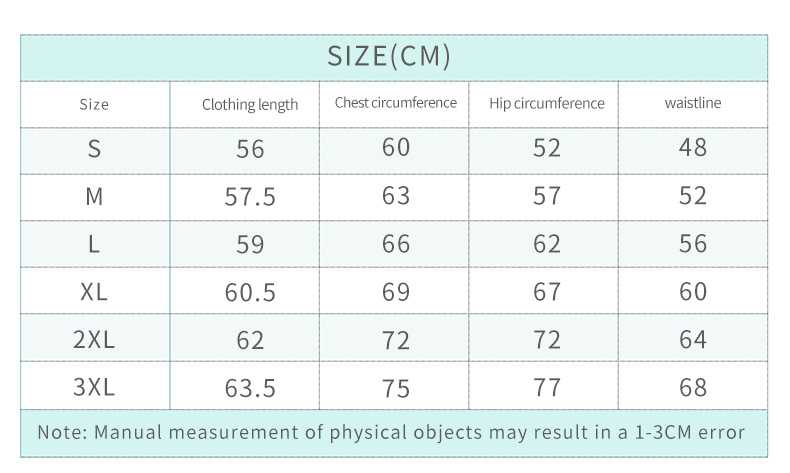 SIZE(CM)
Size Clothing length Chest circumference Hip circumference waistline
S 56 60 52 48
M 57.5 63 57 52
L 59 66 62 56
XL 60.5 69 67 60
2XL 62 72 72 64
3XL 63.5 75 77 68
Note: Manual measurement of physical objects may result in a 1-3CM error